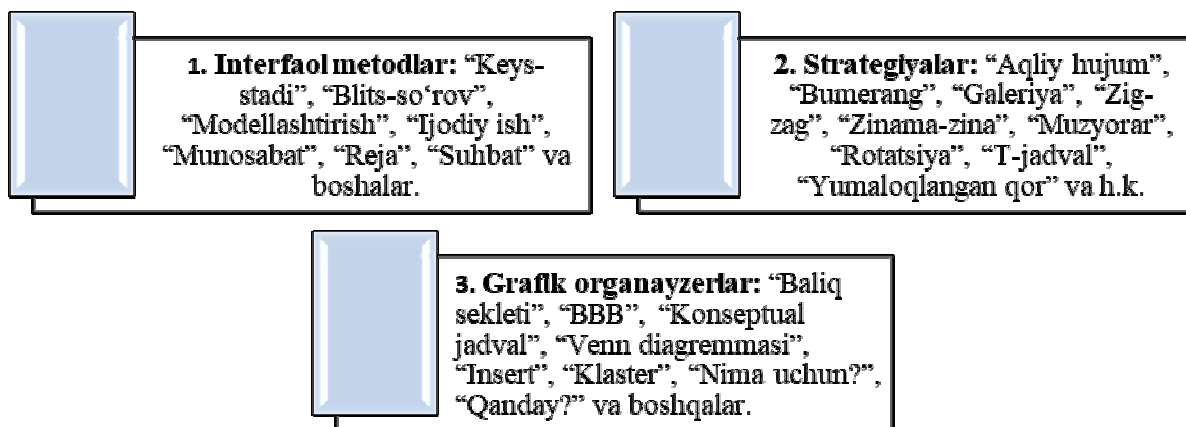 1. Interfaol metodlar: “Keys-
stadi”, “Blits-so‘rov”,
“Modellashtirish”, “Ijodiy ish”,
“Munosabat”, “Reja”, “Suhbat” va
boshalar.
2. Strategiyalar: “Aqliy hujum”,
“Bumerang”, “Galeriya”, “Zig-
zag”, “Zinama-zina”, “Muzyorar”,
“Rotatsiya”, “T-jadval”,
“Yumaloqlangan qor” va h.k.
3. Grafik organayzerlar: “Baliq
sekleti”, “BBB”, “Konseptual
jadval”, “Venn diagremmasi”,
“Insert”, “Klaster”, “Nima uchun?”,
“Qanday?” va boshqalar.